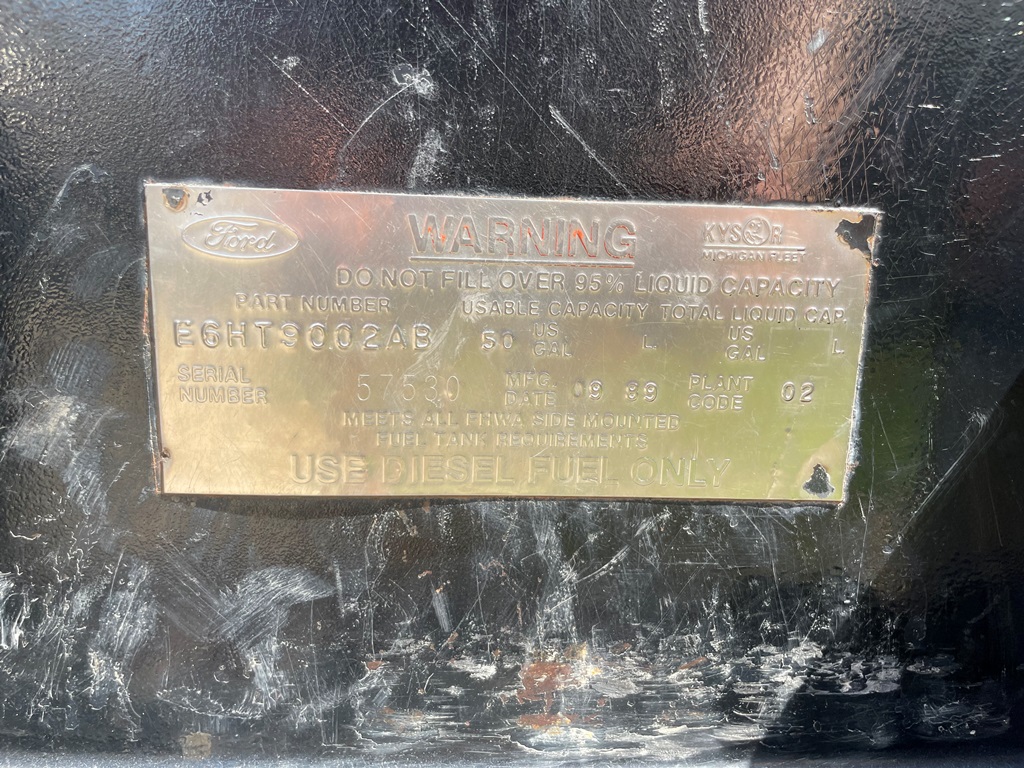 Ford WARNING KYSOR
MICHIGAN FLEET
DO NOT FILL OVER 95% LIQUID CAPACITY
PART NUMBER USABLE CAPACITY TOTAL LIQUID CAP.
E6HT9002AB 50 US GAL L US GAL L
SERIAL NUMBER 57530 MFG. DATE 09 89 PLANT CODE 02
MEETS ALL FHWA SIDE MOUNTED
FUEL TANK REQUIREMENTS
USE DIESEL FUEL ONLY